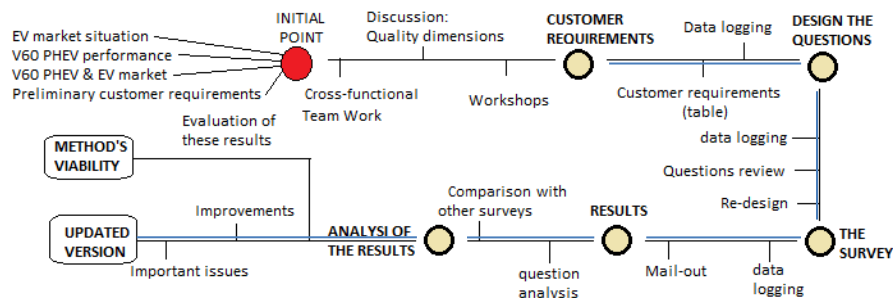 EV market situation
V60 PHEV performance
V60 PHEV & EV market
Preliminary customer requirements
INITIAL
POINT
Discussion:
Quality dimensions
Cross-functional
Team Work
Workshops
CUSTOMER
REQUIREMENTS
Data logging
Customer requirements
(table)
DESIGN THE
QUESTIONS
data logging
Questions review
Re-design
THE
SURVEY
data
logging
Mail-out
RESULTS
Comparison with
other surveys
question
analysis
ANALYSI OF
THE RESULTS
Evaluation of
these results
METHOD'S
VIABILITY
Improvements
Important issues
UPDATED
VERSION